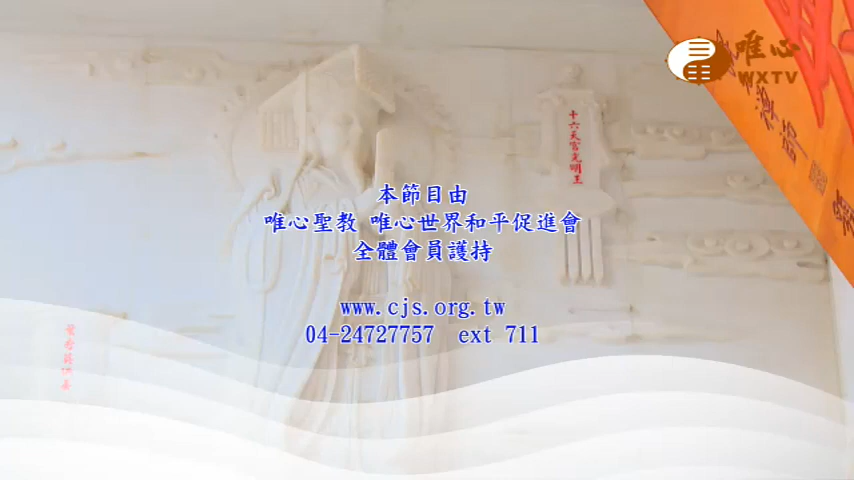 唯心
WXTV
十六天宮光明王
本節目由
唯心聖教 唯心世界和平促進會
全體會員護持
www.cjs.org.tw
04-24727757 ext 711